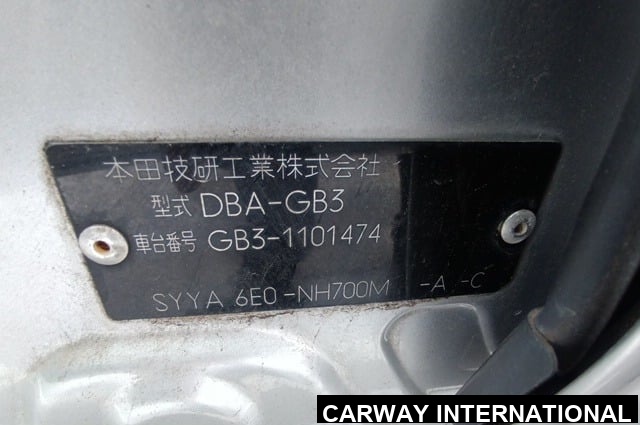 本田技研工業株式会社
型式 DBA-GB3
車台番号 GB3-1101474
SYYA 6E0 -NH700M -A -C
CARWAY INTERNATIONAL